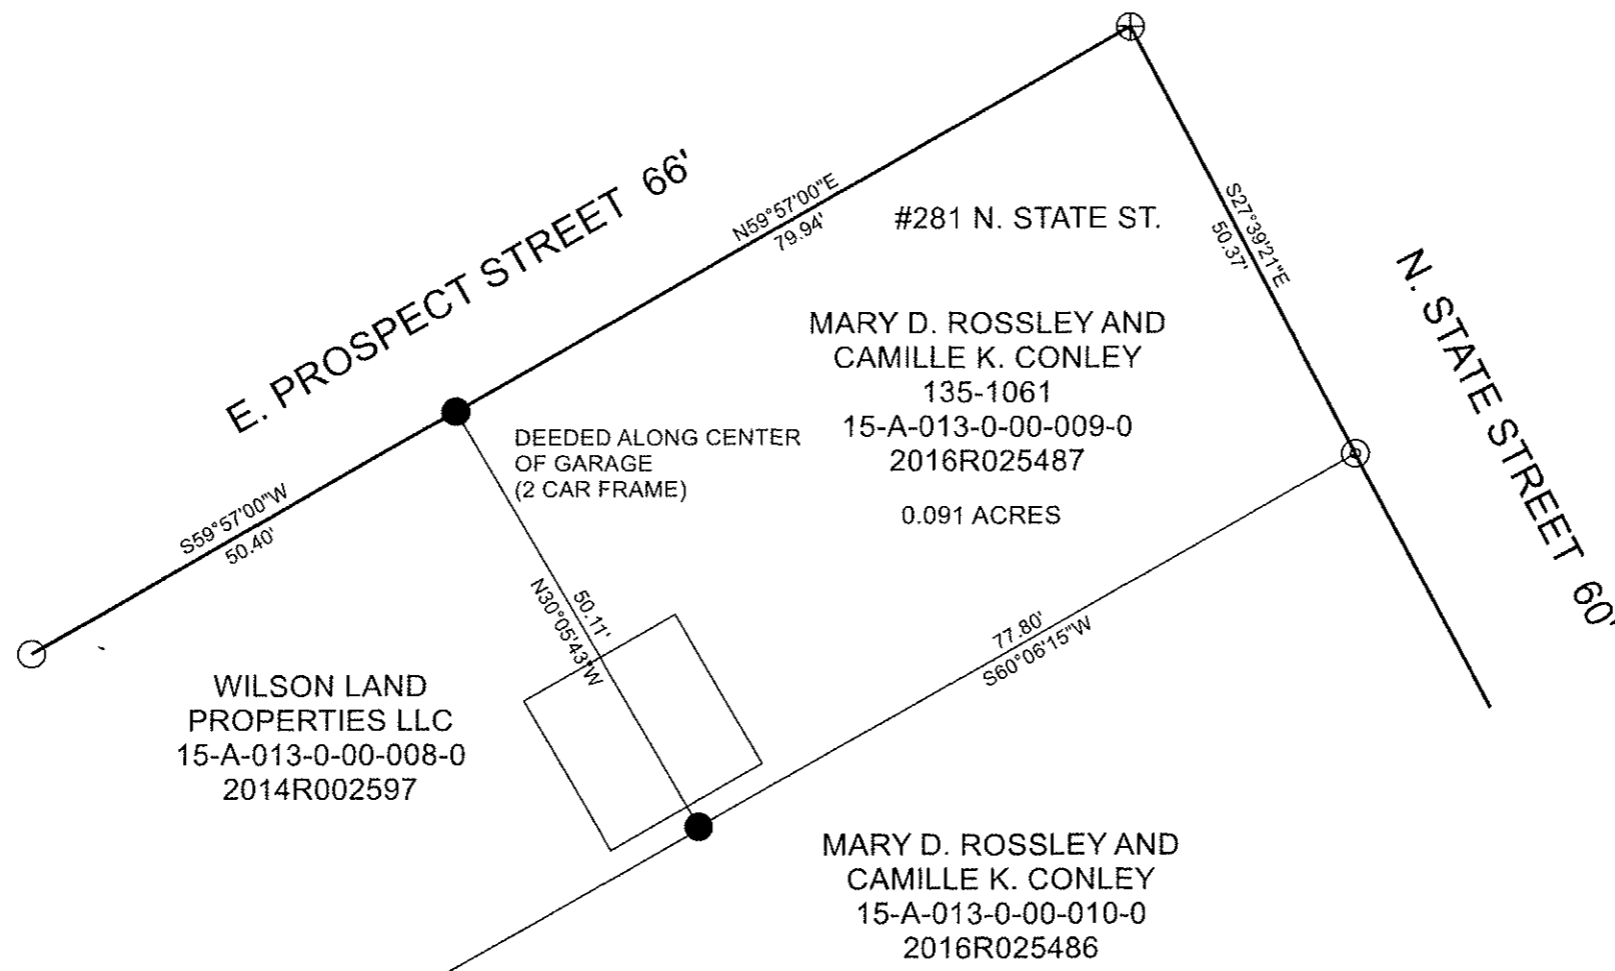 E. PROSPECT STREET 66'
N59°57'00"E
79.94'
#281 N. STATE ST.
S27°39'21"E
50.37'
N. STATE STREET 60'
MARY D. ROSSLEY AND
CAMILLE K. CONLEY
135-1061
15-A-013-0-00-009-0
2016R025487
0.091 ACRES
DEEDED ALONG CENTER
OF GARAGE
(2 CAR FRAME)
S59°57'00"W
50.40'
50.11'
N30°05'43"W
77.80'
S60°06'15"W
WILSON LAND
PROPERTIES LLC
15-A-013-0-00-008-0
2014R002597
MARY D. ROSSLEY AND
CAMILLE K. CONLEY
15-A-013-0-00-010-0
2016R025486